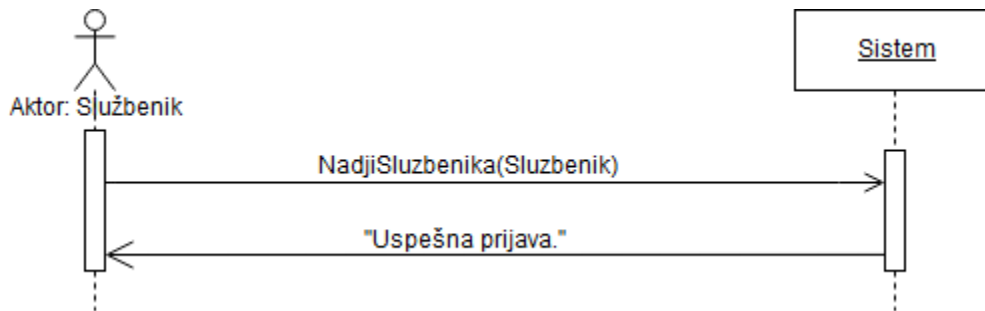 Sistem
Aktor: Službenik
NadjiSluzbenika(Sluzbenik)
"Uspešna prijava."